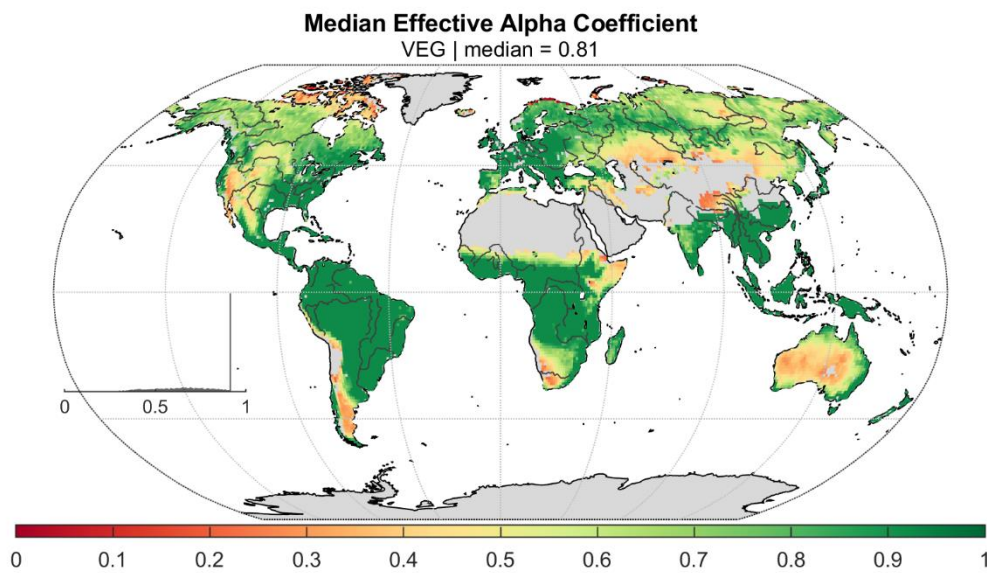 Median Effective Alpha Coefficient
VEG | median = 0.81
0 0.5 1
0 0.1 0.2 0.3 0.4 0.5 0.6 0.7 0.8 0.9 1